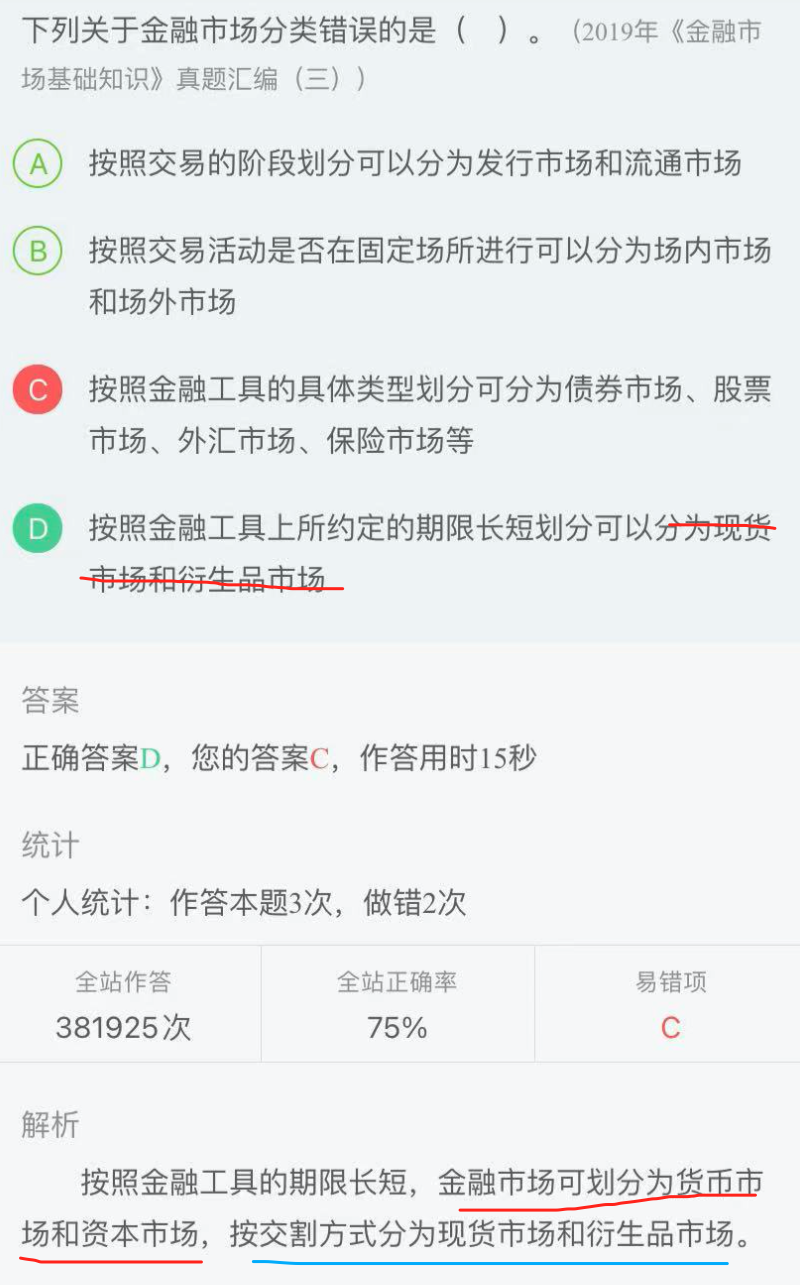 下列关于金融市场分类错误的是（ ）。（2019年《金融市
场基础知识》真题汇编（三））
A 按照交易的阶段划分可以分为发行市场和流通市场
B 按照交易活动是否在固定场所进行可以分为场内市场
和场外市场
C 按照金融工具的具体类型划分可分为债券市场、股票
市场、外汇市场、保险市场等
D 按照金融工具上所约定的期限长短划分可以分为现货
市场和衍生品市场
答案
正确答案D，您的答案C，作答用时15秒
统计
个人统计：作答本题3次，做错2次
全站作答 全站正确率 易错项
381925次 75% C
解析
按照金融工具的期限长短，金融市场可划分为货币市
场和资本市场，按交割方式分为现货市场和衍生品市场。